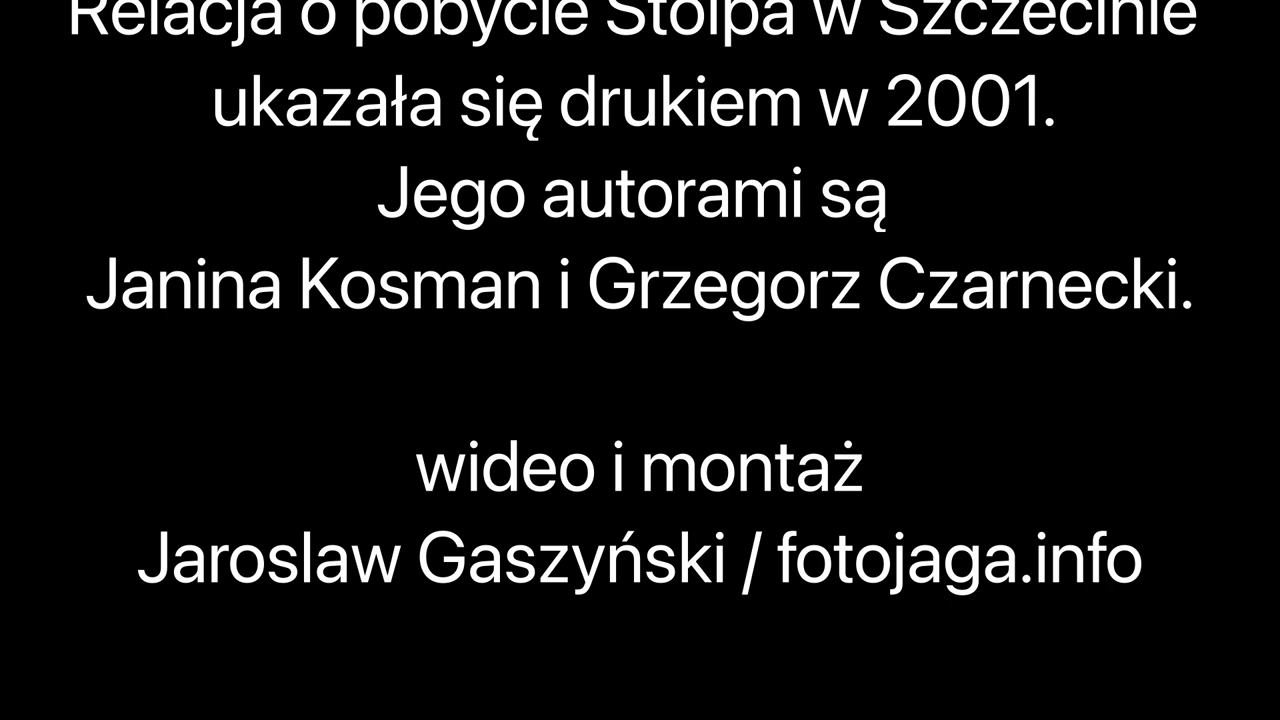 Relacja o pobycie Stolpa w Szczecinie
ukazała się drukiem w 2001.
Jego autorami są
Janina Kosman i Grzegorz Czarnecki.
wideo i montaż
Jaroslaw Gaszyński / fotojaga.info